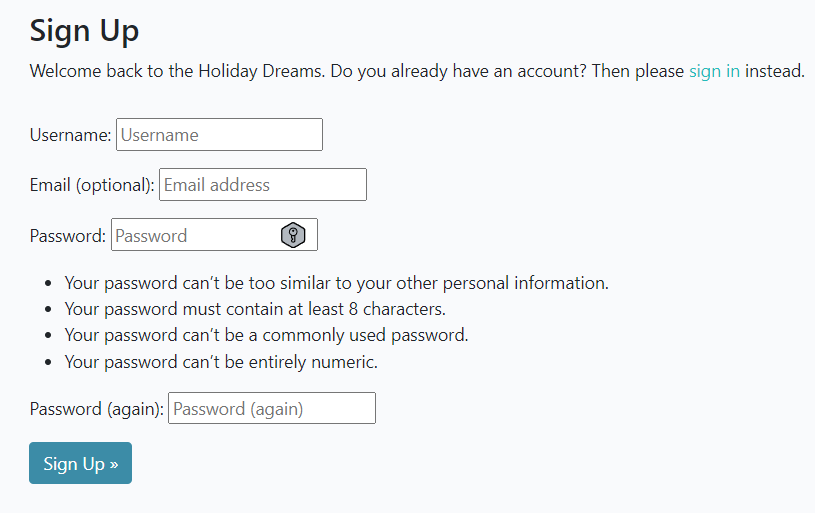 Sign Up
Welcome back to the Holiday Dreams. Do you already have an account? Then please sign in instead.
Username: Username
Email (optional): Email address
Password: Password
• Your password can’t be too similar to your other personal information.
• Your password must contain at least 8 characters.
• Your password can’t be a commonly used password.
• Your password can’t be entirely numeric.
Password (again): Password (again)
Sign Up »